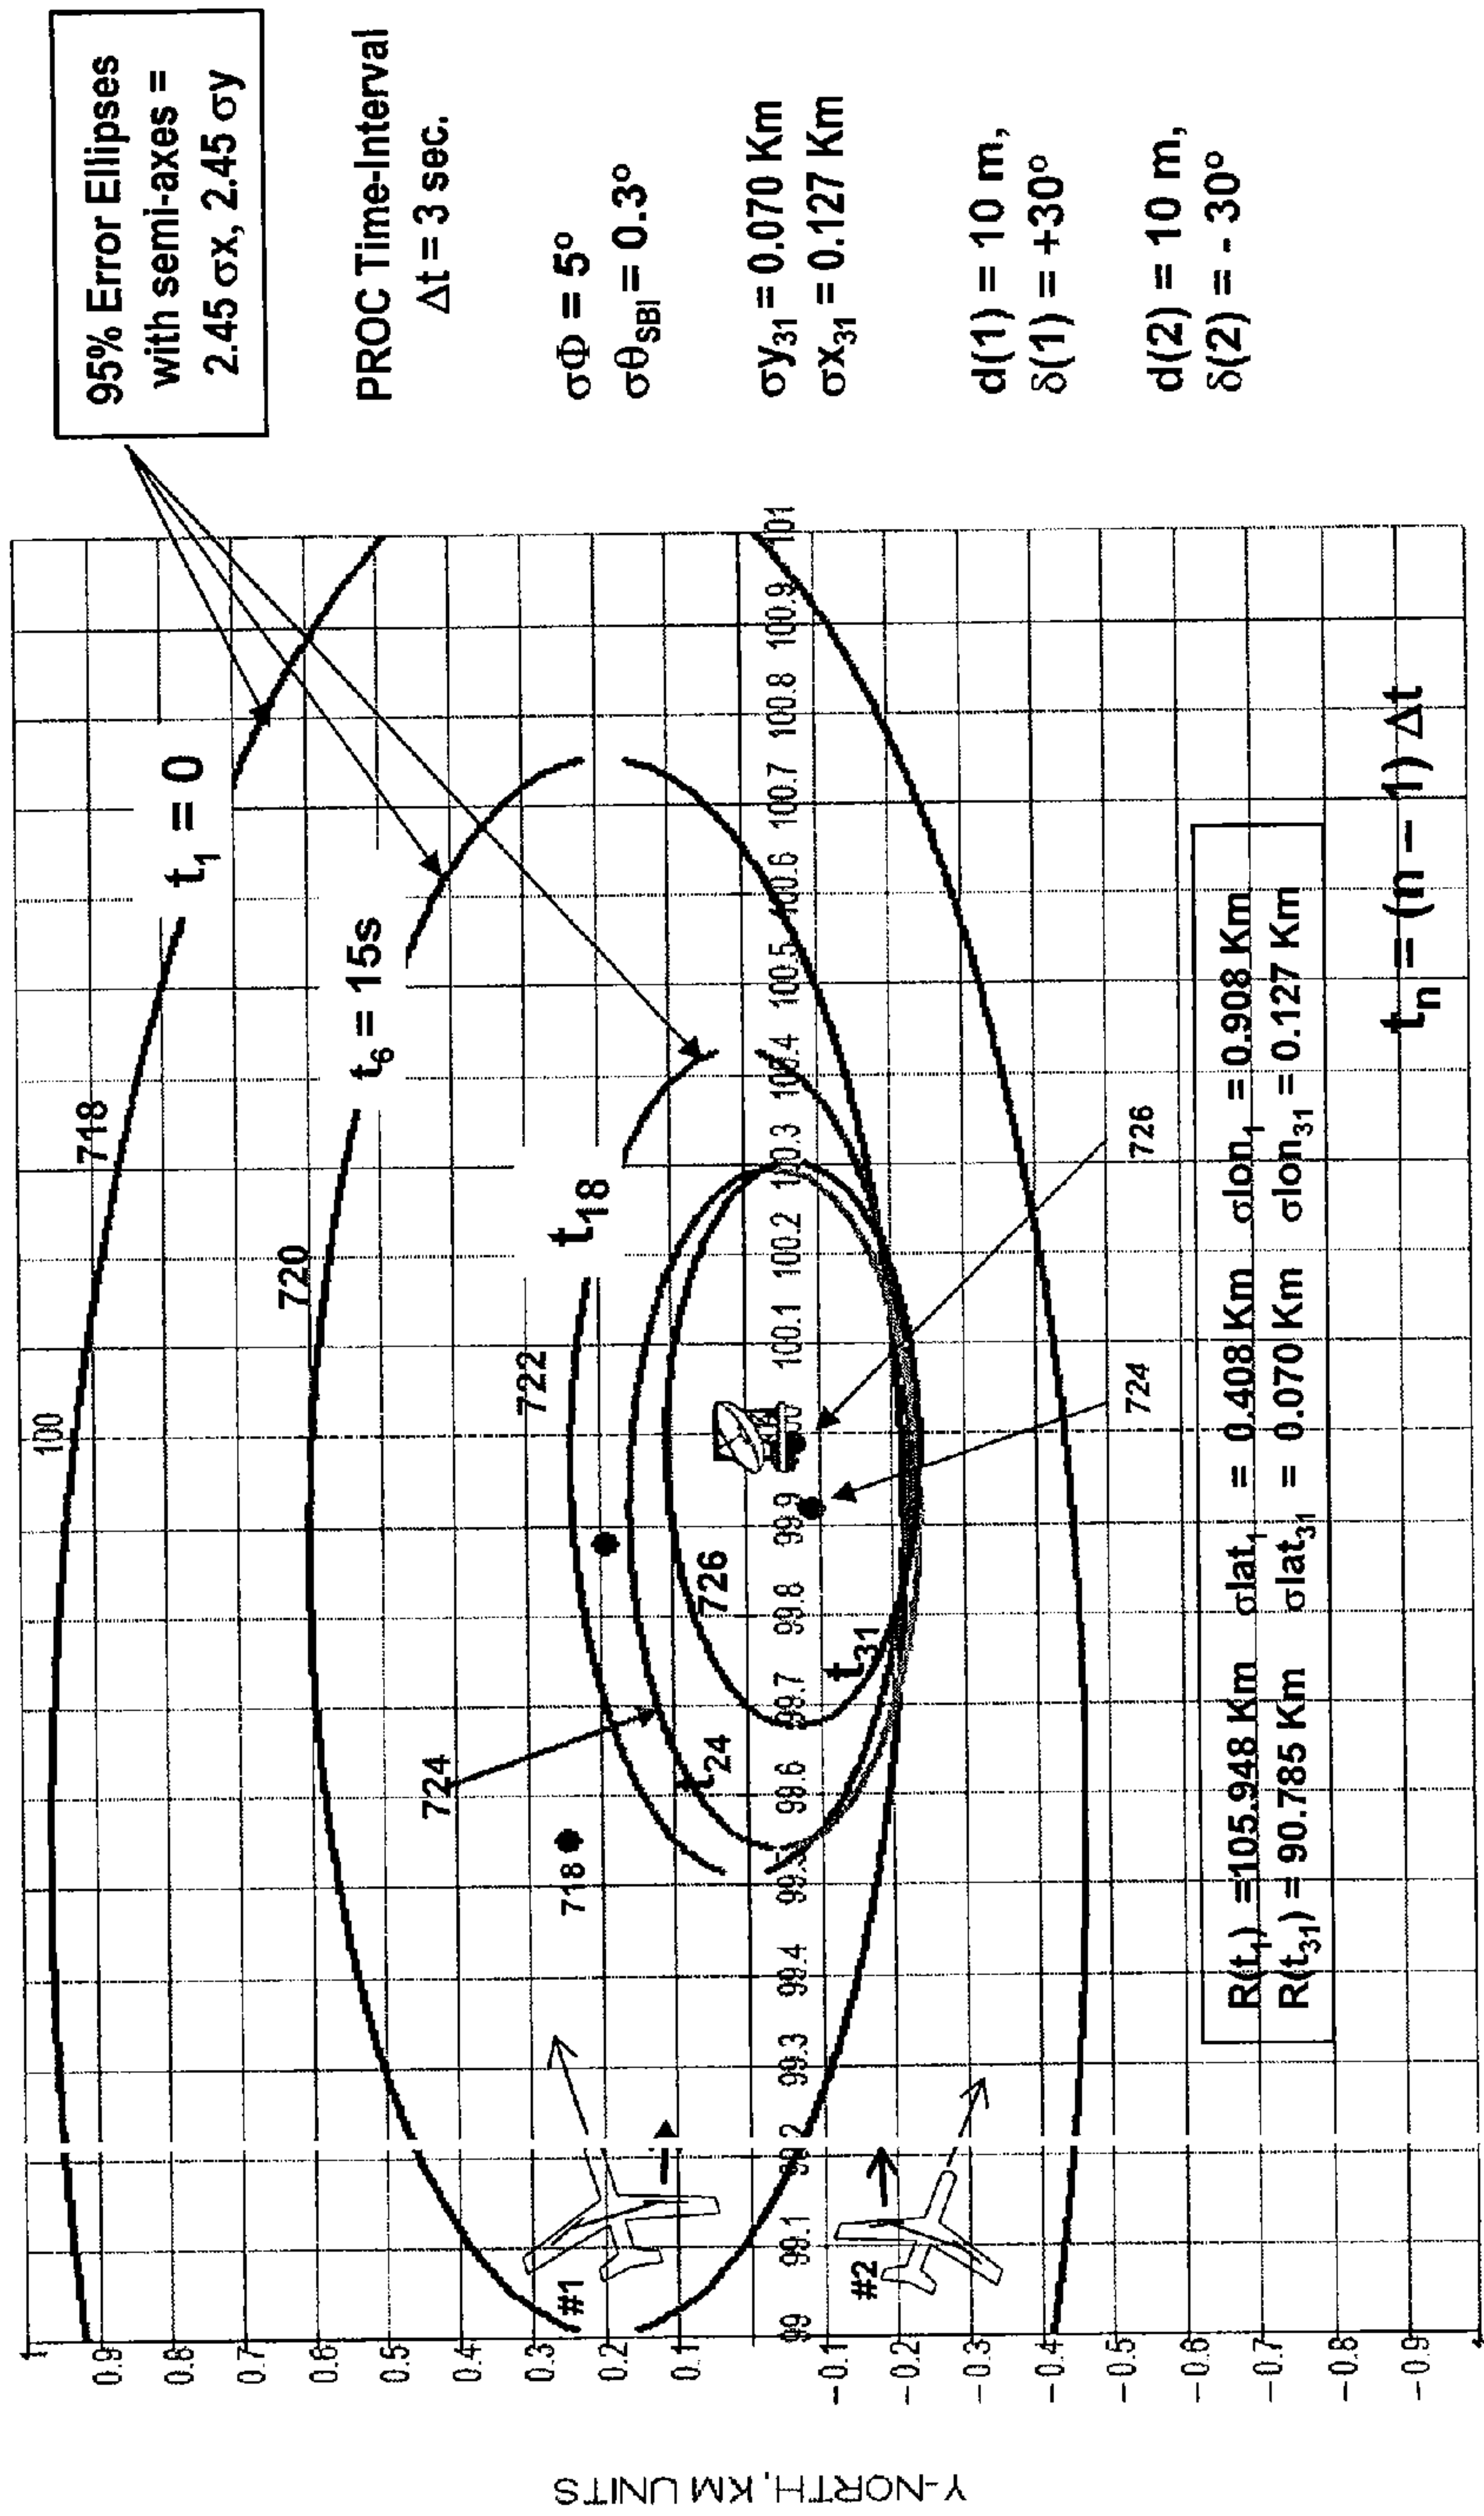 95% Error Ellipses
with semi-axes =
2.45 σx, 2.45 σy
PROC Time-Interval
Δt = 3 sec.
σΦ = 5º
σθSBI = 0.3º
σy31 = 0.070 Km
σx31 = 0.127 Km
d(1) = 10 m,
δ(1) = +30º
d(2) = 10 m,
δ(2) = - 30º
100
718
t1 = 0
720
t6 = 15s
722
t18
724
t24
718
726
t31
726
724
#1
#2
99 99.1 99.2 99.3 99.4 99.5 99.6 99.7 99.8 99.9 100.1 100.2 100.3 100.4 100.5 100.6 100.7 100.8 100.9 101
1
0.9
0.8
0.7
0.6
0.5
0.4
0.3
0.2
0.1
-0.1
-0.2
-0.3
-0.4
-0.5
-0.6
-0.7
-0.8
-0.9
Y-NORTH, KM UNITS
R(t1) =105.948 Km σlat1 = 0.408 Km σlon1 = 0.908 Km
R(t31) = 90.785 Km σlat31 = 0.070 Km σlon31 = 0.127 Km
tn = (n – 1) Δt